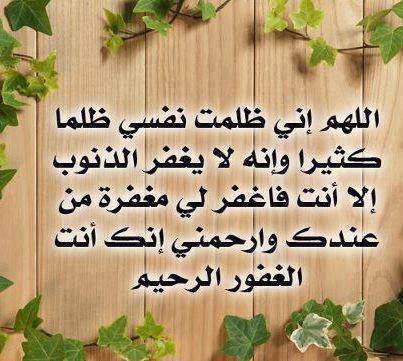 اللهم إني ظلمت نفسي ظلما
كثيرا وإنه لا يغفر الذنوب
إلا أنت فاغفر لي مغفرة من
عندك وارحمني إنك أنت
الغفور الرحيم